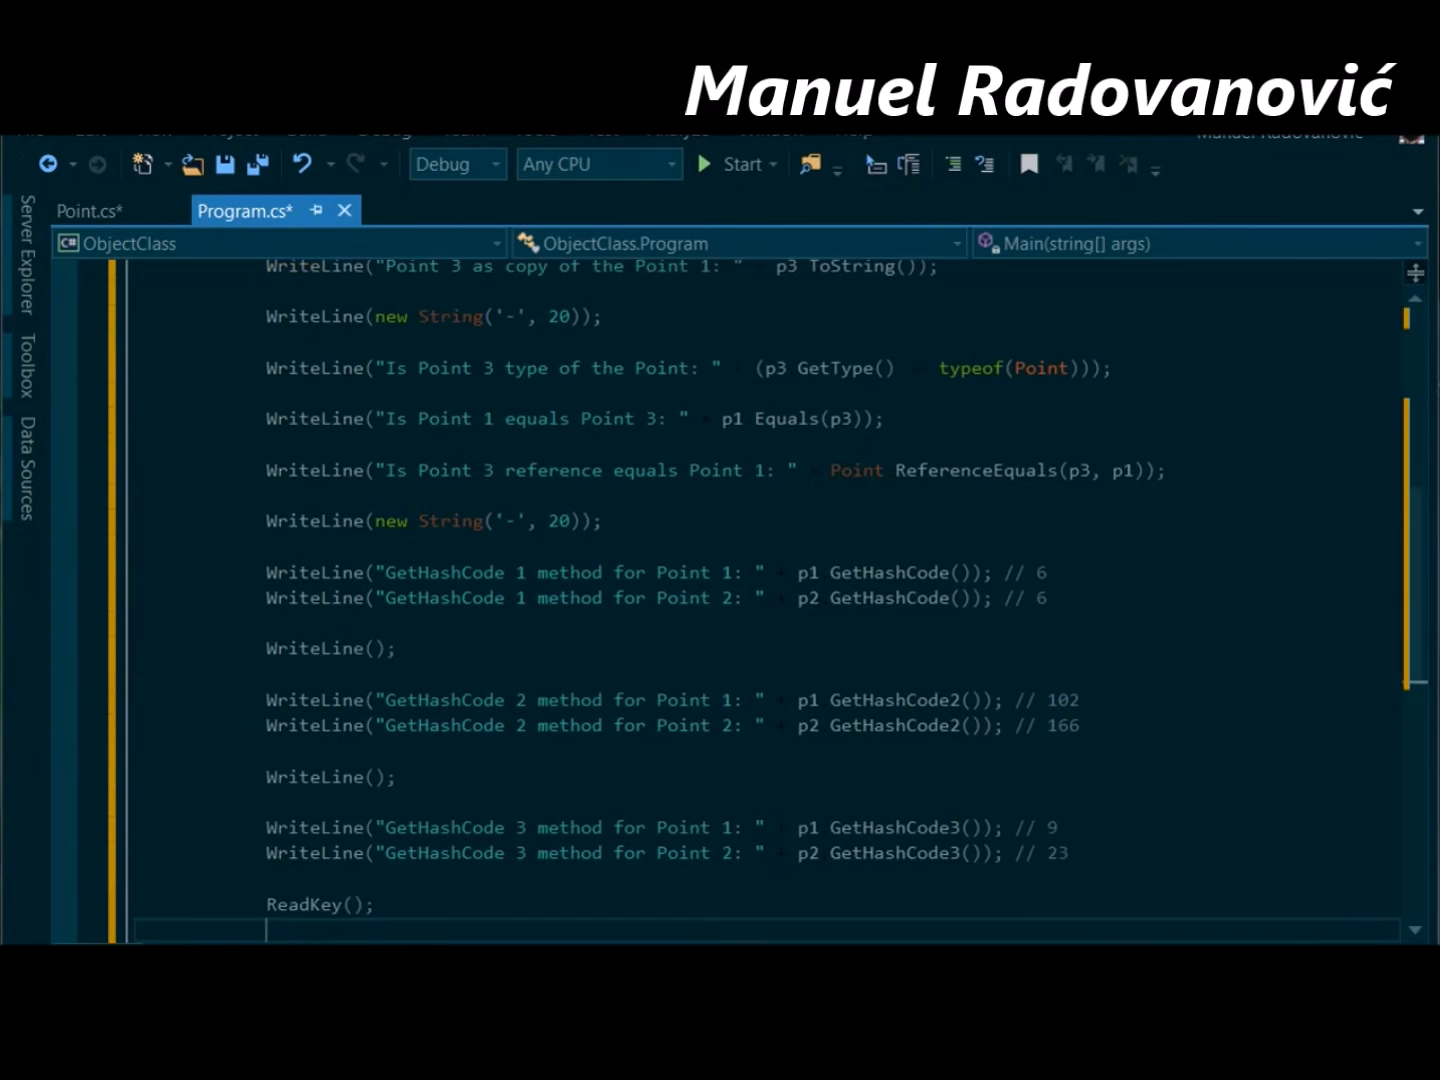 Manuel Radovanović
Debug Any CPU Start
Point.cs* Program.cs*
C# ObjectClass ObjectClass.Program Main(string[] args)
Server Explorer
Toolbox
Data Sources
WriteLine("Point 3 as copy of the Point 1: " p3 ToString());
WriteLine(new String('-', 20));
WriteLine("Is Point 3 type of the Point: " (p3 GetType() typeof(Point)));
WriteLine("Is Point 1 equals Point 3: " p1 Equals(p3));
WriteLine("Is Point 3 reference equals Point 1: " Point ReferenceEquals(p3, p1));
WriteLine(new String('-', 20));
WriteLine("GetHashCode 1 method for Point 1: " p1 GetHashCode()); // 6
WriteLine("GetHashCode 1 method for Point 2: " p2 GetHashCode()); // 6
WriteLine();
WriteLine("GetHashCode 2 method for Point 1: " p1 GetHashCode2()); // 102
WriteLine("GetHashCode 2 method for Point 2: " p2 GetHashCode2()); // 166
WriteLine();
WriteLine("GetHashCode 3 method for Point 1: " p1 GetHashCode3()); // 9
WriteLine("GetHashCode 3 method for Point 2: " p2 GetHashCode3()); // 23
ReadKey();